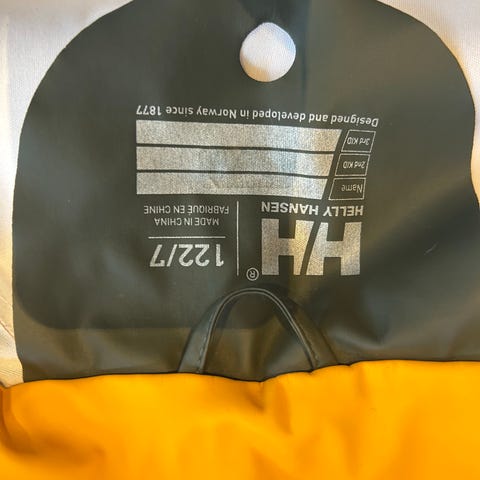 HH®
HELLY HANSEN
122/7
MADE IN CHINA
FABRIQUÉ EN CHINE
Name
2nd KID
3rd KID
Designed and developed in Norway since 1877